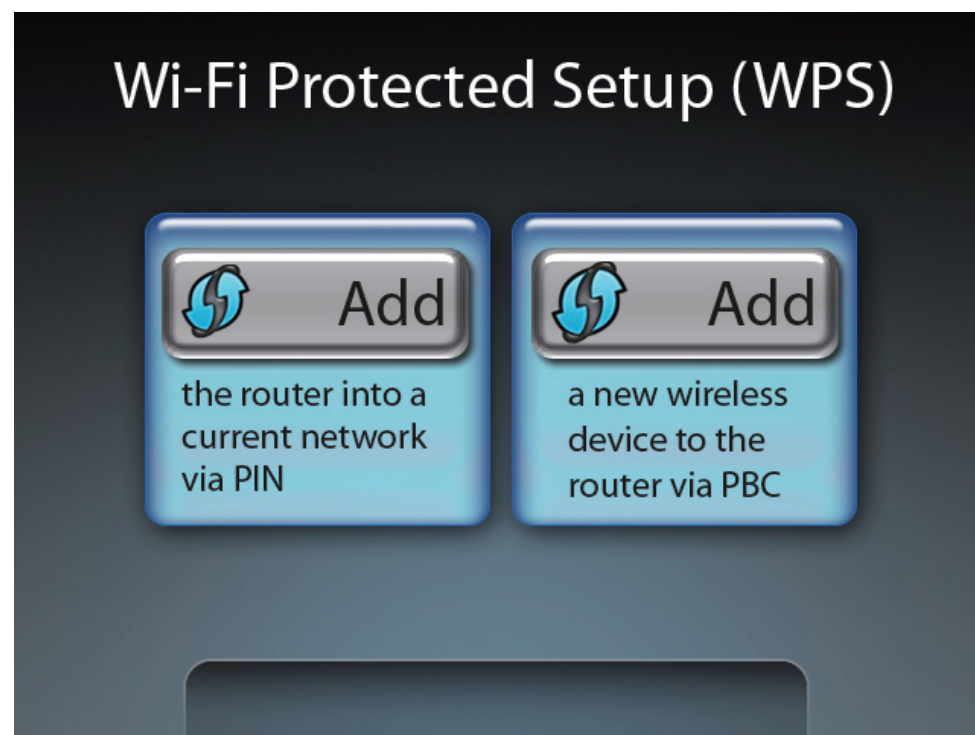 Wi-Fi Protected Setup (WPS)
Add
the router into a
current network
via PIN
Add
a new wireless
device to the
router via PBC